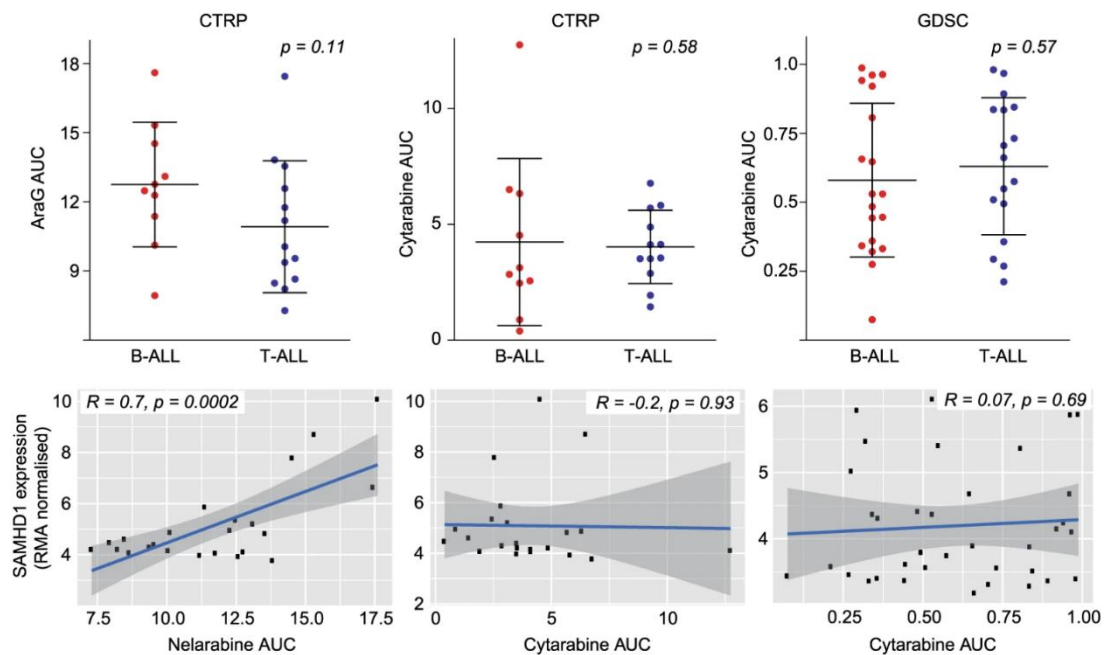 CTRP
p = 0.11
AraG AUC
18
15
12
9
B-ALL
T-ALL
CTRP
p = 0.58
Cytarabine AUC
10
5
0
B-ALL
T-ALL
GDSC
p = 0.57
Cytarabine AUC
1.0
0.75
0.5
0.25
B-ALL
T-ALL
R = 0.7, p = 0.0002
SAMHD1 expression
(RMA normalised)
10
8
6
4
7.5
10.0
12.5
15.0
17.5
Nelarabine AUC
R = -0.2, p = 0.93
10
8
6
4
2
0
5
10
Cytarabine AUC
R = 0.07, p = 0.69
6
5
4
0.25
0.50
0.75
1.00
Cytarabine AUC